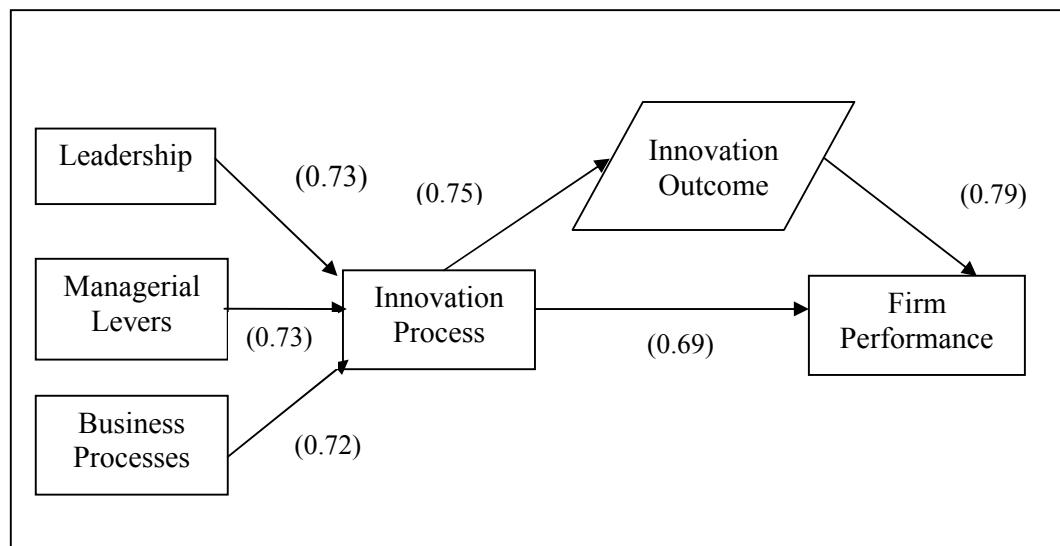 Leadership
(0.73)
Managerial
Levers
(0.73)
Business
Processes
(0.72)
Innovation
Process
(0.75)
Innovation
Outcome
(0.79)
(0.69)
Firm
Performance